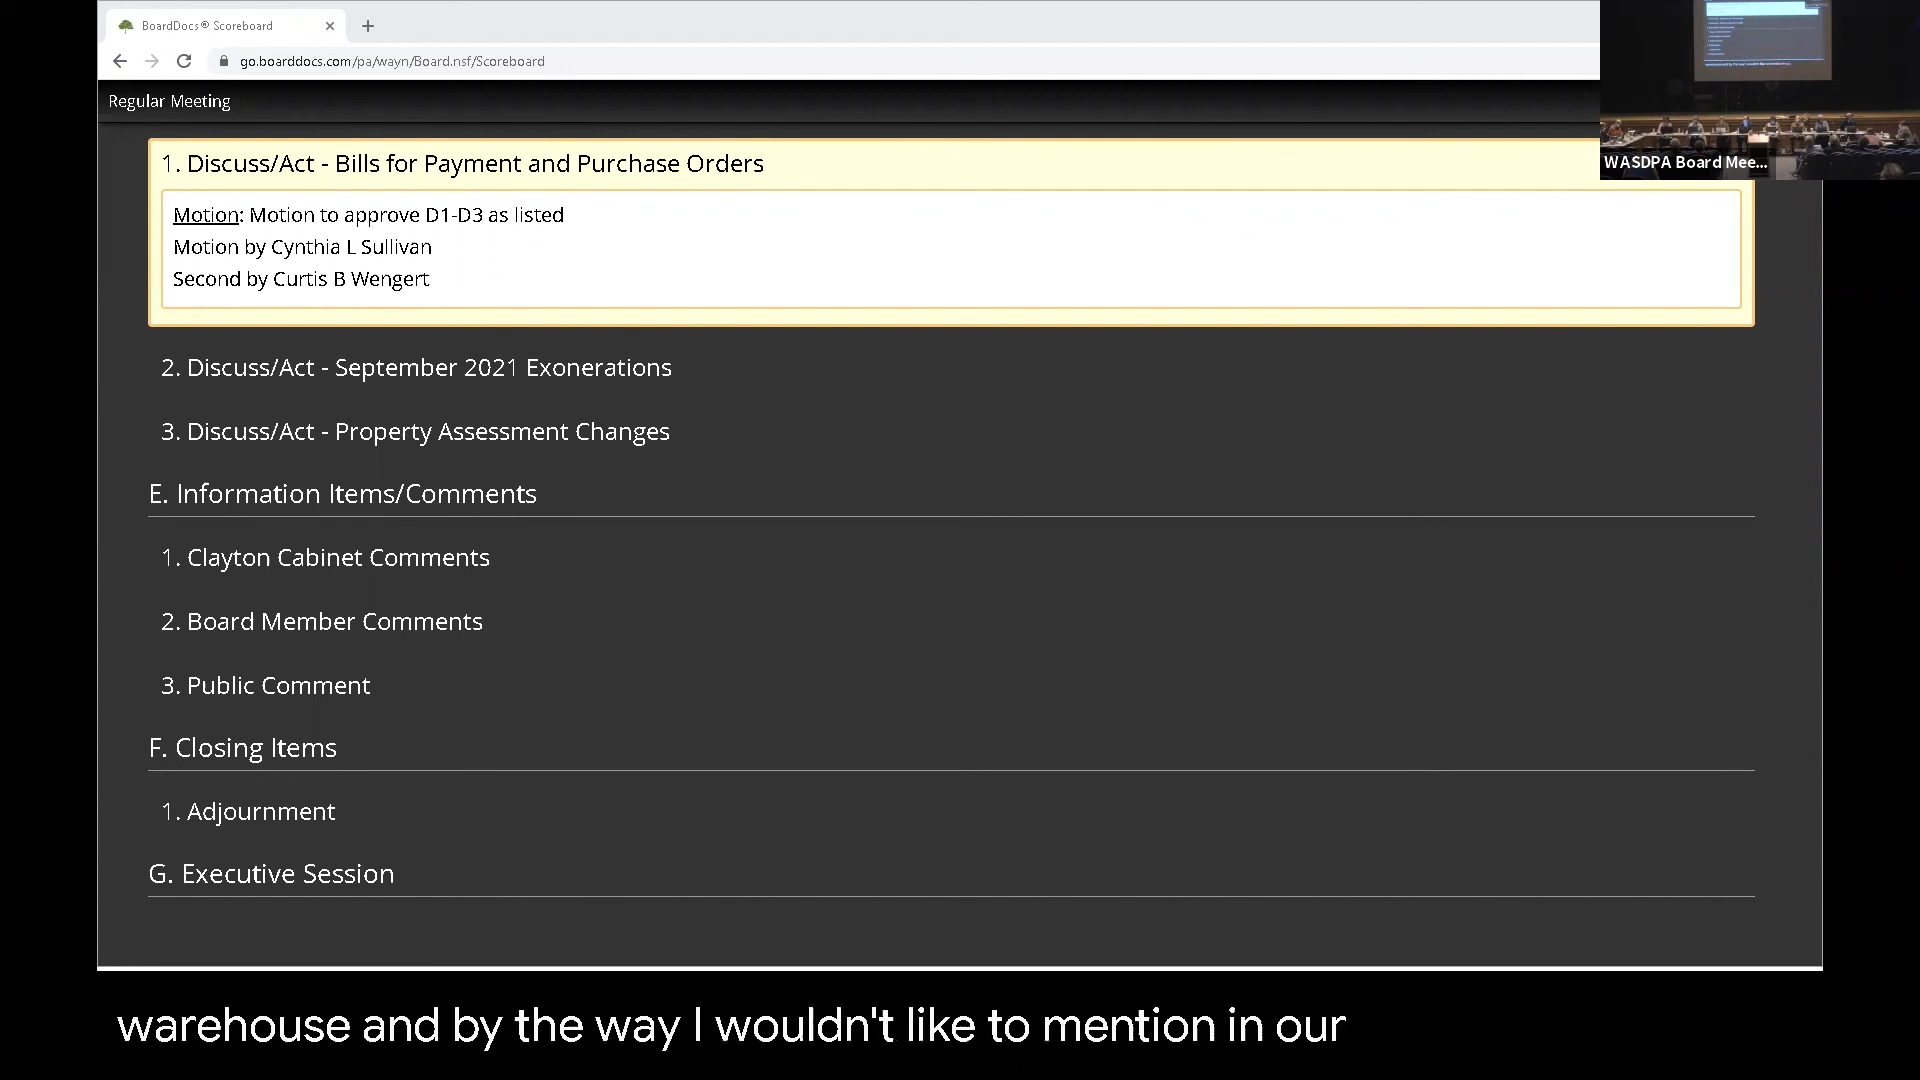 BoardDocs® Scoreboard
go.boarddocs.com/pa/wayn/Board.nsf/Scoreboard
Regular Meeting
WASDPA Board Mee...
1. Discuss/Act - Bills for Payment and Purchase Orders
Motion: Motion to approve D1-D3 as listed
Motion by Cynthia L Sullivan
Second by Curtis B Wengert
2. Discuss/Act - September 2021 Exonerations
3. Discuss/Act - Property Assessment Changes
E. Information Items/Comments
1. Clayton Cabinet Comments
2. Board Member Comments
3. Public Comment
F. Closing Items
1. Adjournment
G. Executive Session
warehouse and by the way I wouldn't like to mention in our